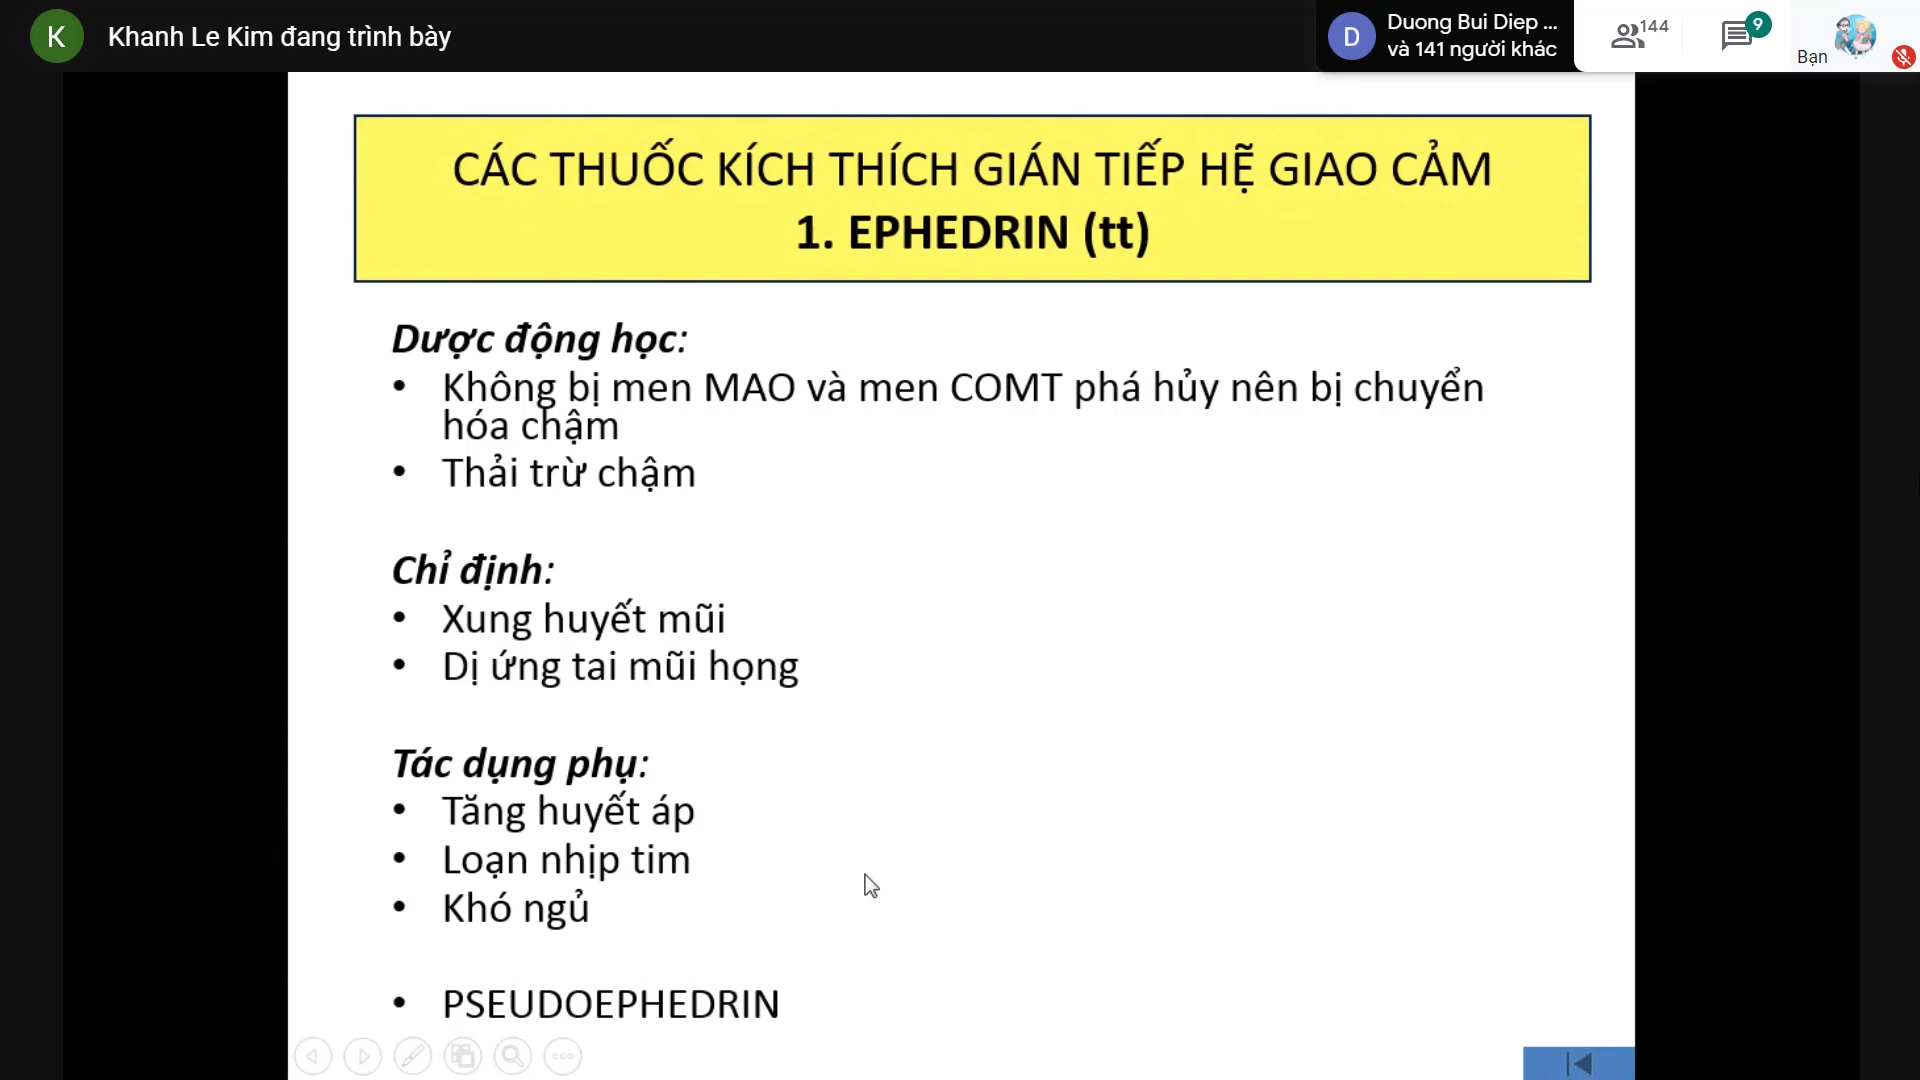 K
Khanh Le Kim đang trình bày
D
Duong Bui Diep ...
và 141 người khác
144
9
Bạn
CÁC THUỐC KÍCH THÍCH GIÁN TIẾP HẸ̃ GIAO CẢM
1. EPHEDRIN (tt)
Dược động học:
• Không bị men MAO và men COMT phá hủy nên bị chuyển
hóa chậm
• Thải trừ chậm
Chỉ định:
• Xung huyết mũi
• Dị ứng tai mũi họng
Tác dụng phụ:
• Tăng huyết áp
• Loạn nhịp tim
• Khó ngủ
• PSEUDOEPHEDRIN